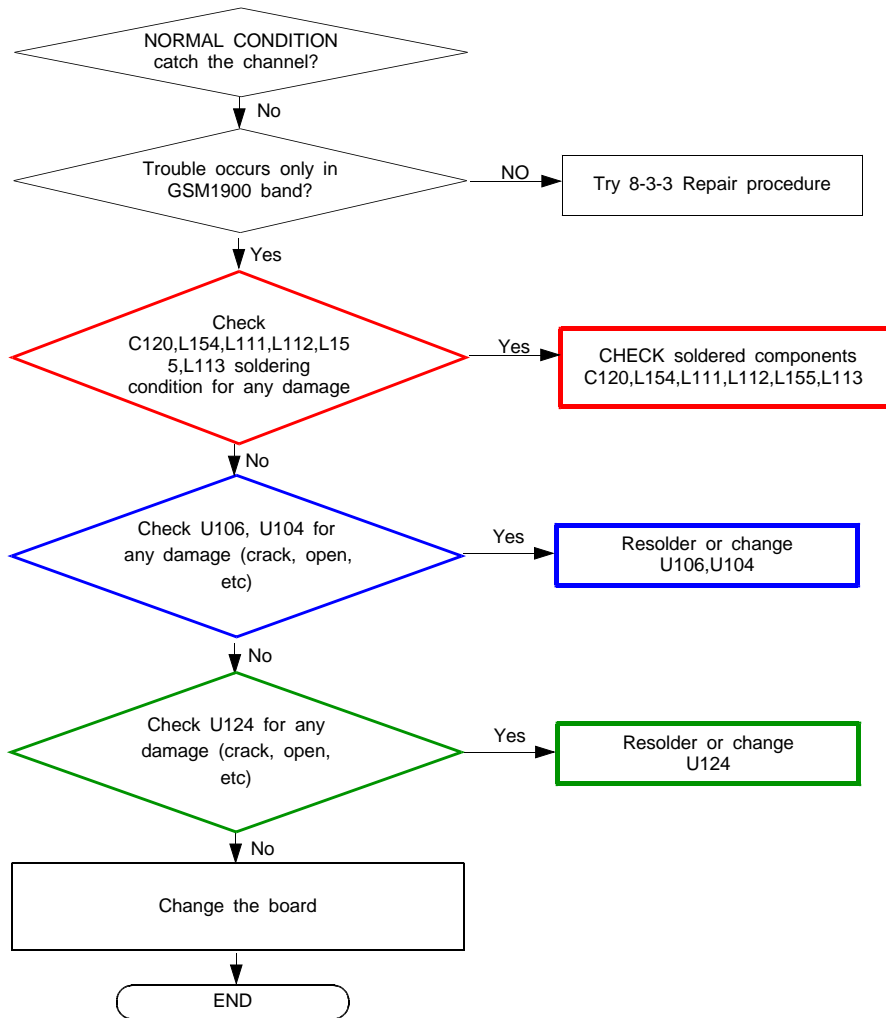 NORMAL CONDITION
catch the channel?
No
Trouble occurs only in
GSM1900 band?
NO
Try 8-3-3 Repair procedure
Yes
Check
C120,L154,L111,L112,L15
5,L113 soldering
condition for any damage
Yes
CHECK soldered components
C120,L154,L111,L112,L155,L113
No
Check U106, U104 for
any damage (crack, open,
etc)
Yes
Resolder or change
U106,U104
No
Check U124 for any
damage (crack, open,
etc)
Yes
Resolder or change
U124
No
Change the board
END